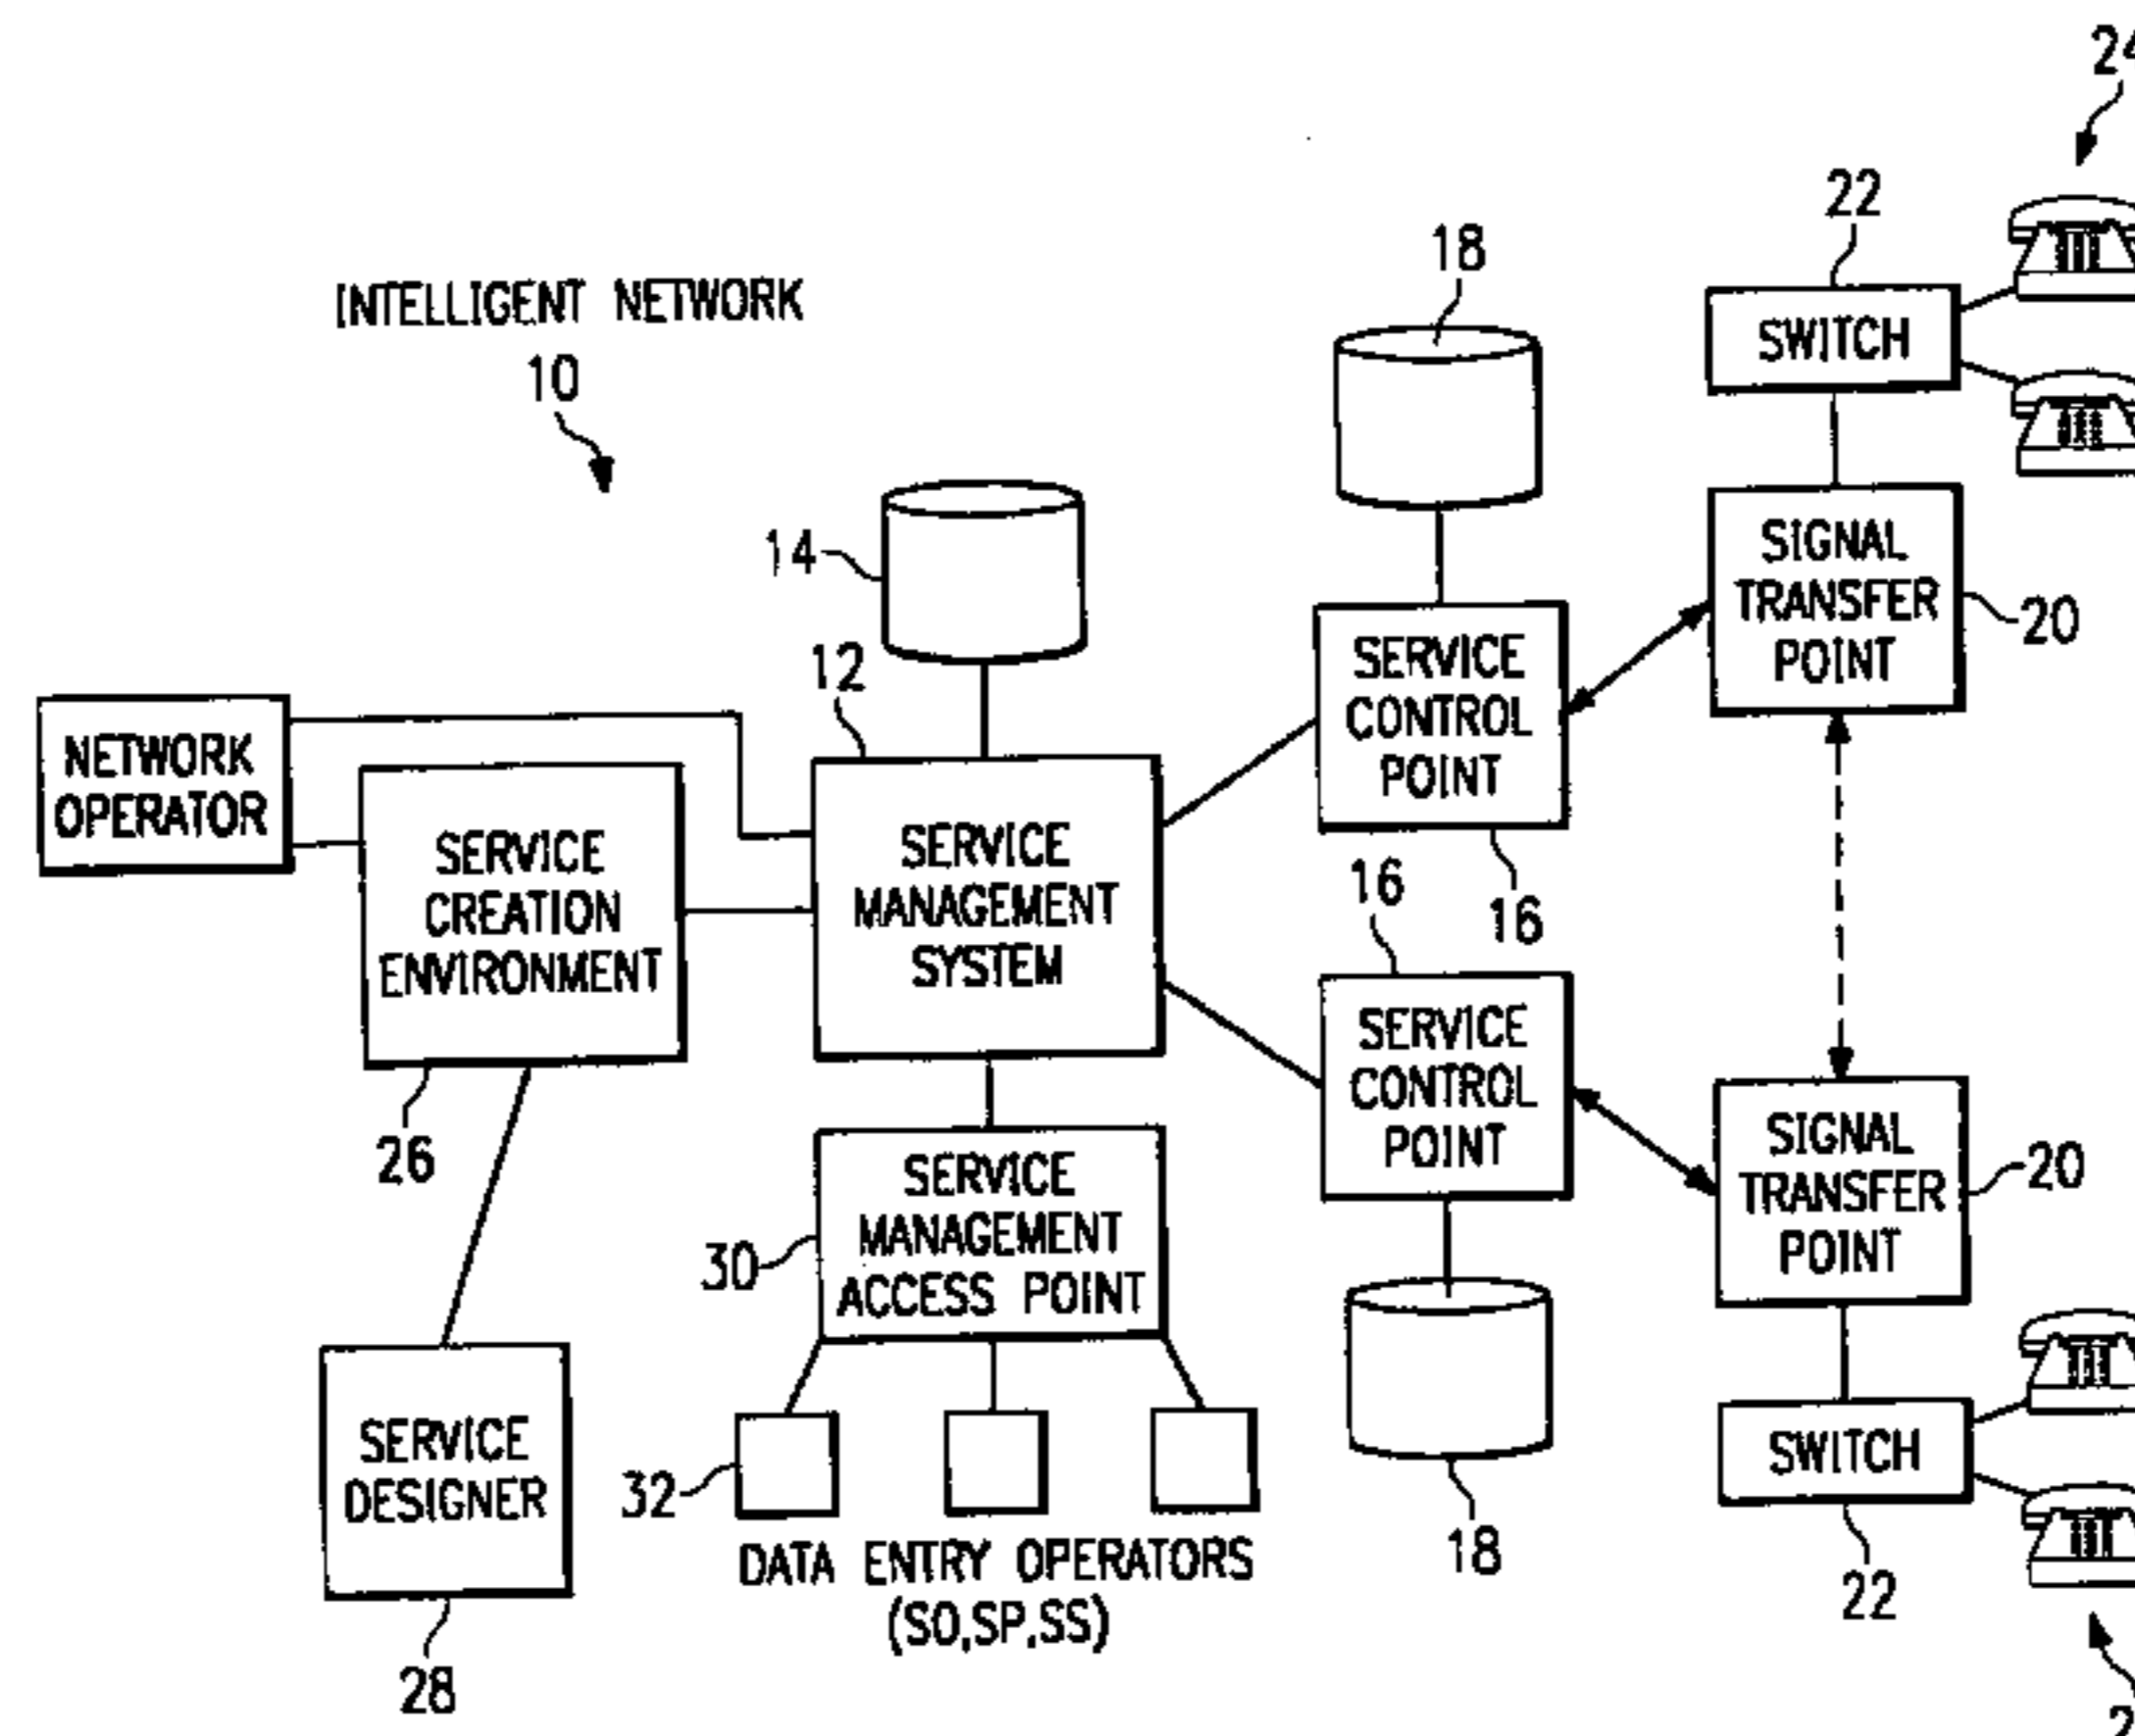 24
22
18
INTELLIGENT NETWORK
10
SWITCH
14
SIGNAL
TRANSFER
POINT
20
12
SERVICE
CONTROL
POINT
16
NETWORK
OPERATOR
SERVICE
CREATION
ENVIRONMENT
26
SERVICE
MANAGEMENT
SYSTEM
16
SERVICE
CONTROL
POINT
SIGNAL
TRANSFER
POINT
20
30
SERVICE
MANAGEMENT
ACCESS POINT
SERVICE
DESIGNER
28
32
DATA ENTRY OPERATORS
(SO,SP,SS)
18
SWITCH
22